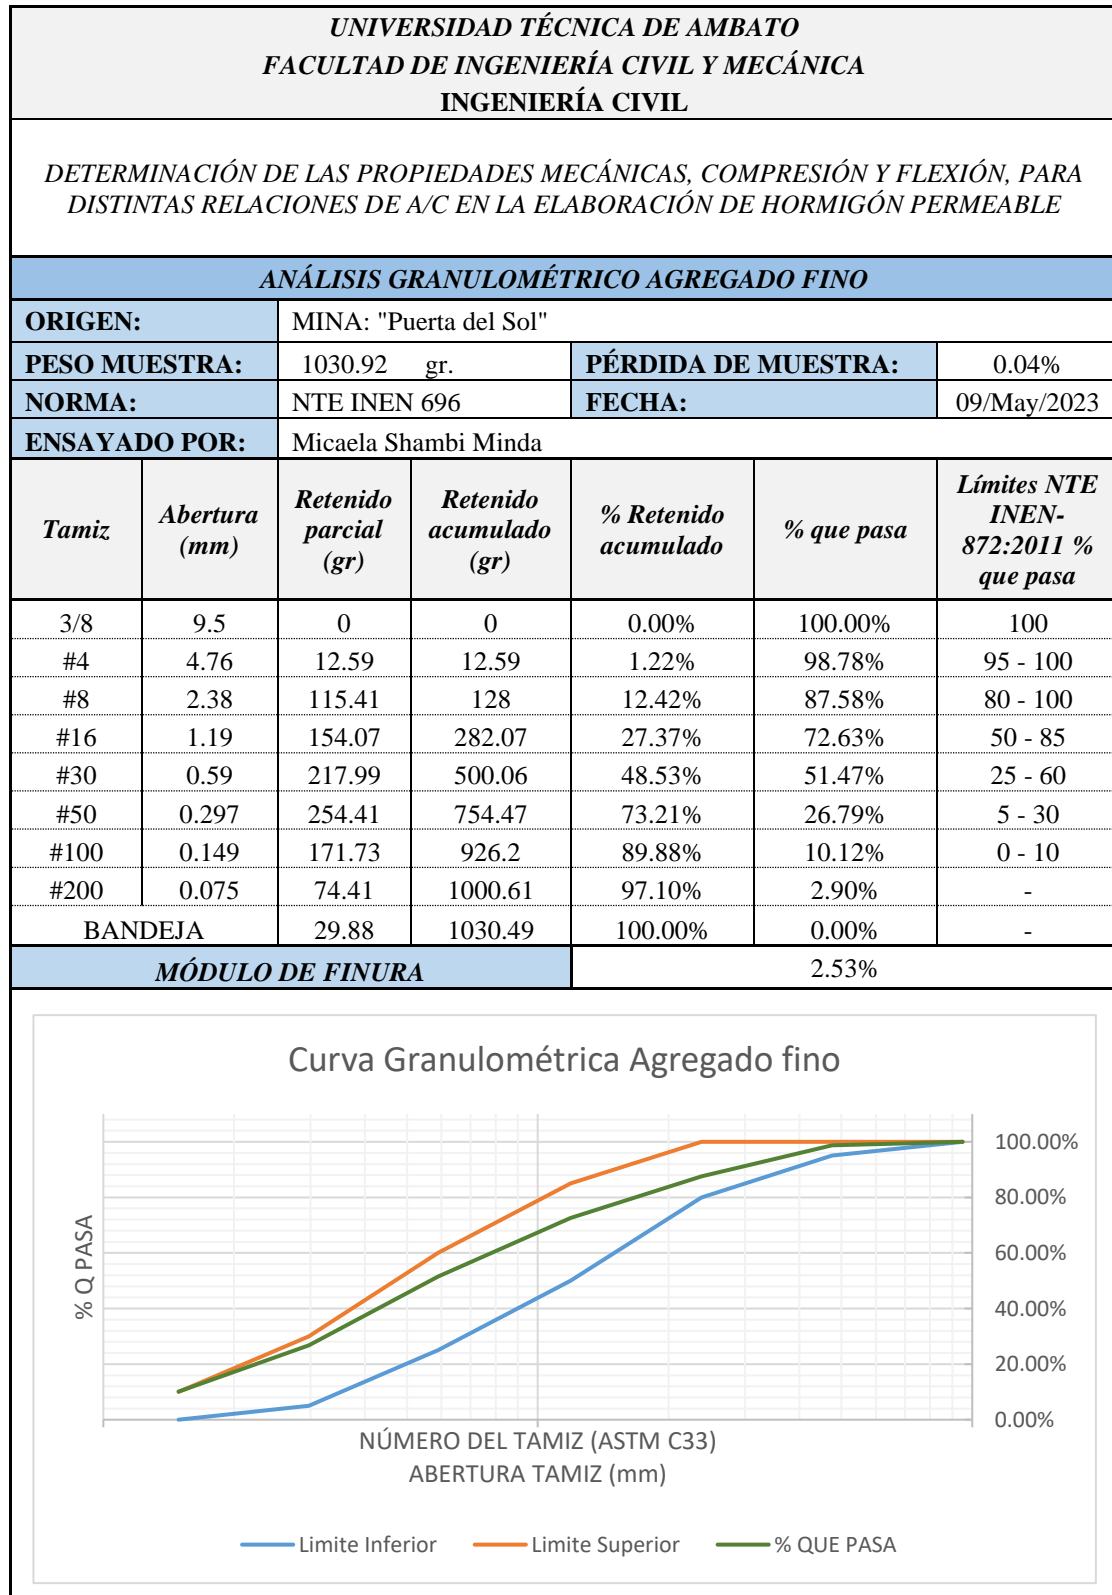 UNIVERSIDAD TÉCNICA DE AMBATO
FACULTAD DE INGENIERÍA CIVIL Y MECÁNICA
INGENIERÍA CIVIL
DETERMINACIÓN DE LAS PROPIEDADES MECÁNICAS, COMPRESIÓN Y FLEXIÓN, PARA
DISTINTAS RELACIONES DE A/C EN LA ELABORACIÓN DE HORMIGÓN PERMEABLE
ANÁLISIS GRANULOMÉTRICO AGREGADO FINO
ORIGEN: MINA: "Puerta del Sol"
PESO MUESTRA: 1030.92 gr. PÉRDIDA DE MUESTRA: 0.04%
NORMA: NTE INEN 696 FECHA: 09/May/2023
ENSAYADO POR: Micaela Shambi Minda
Tamiz Abertura (mm) Retenido parcial (gr) Retenido acumulado (gr) % Retenido acumulado % que pasa Límites NTE INEN-872:2011 % que pasa
3/8 9.5 0 0 0.00% 100.00% 100
#4 4.76 12.59 12.59 1.22% 98.78% 95 - 100
#8 2.38 115.41 128 12.42% 87.58% 80 - 100
#16 1.19 154.07 282.07 27.37% 72.63% 50 - 85
#30 0.59 217.99 500.06 48.53% 51.47% 25 - 60
#50 0.297 254.41 754.47 73.21% 26.79% 5 - 30
#100 0.149 171.73 926.2 89.88% 10.12% 0 - 10
#200 0.075 74.41 1000.61 97.10% 2.90% -
BANDEJA 29.88 1030.49 100.00% 0.00% -
MÓDULO DE FINURA 2.53%
Curva Granulométrica Agregado fino
% Q PASA
100.00%
80.00%
60.00%
40.00%
20.00%
0.00%
NÚMERO DEL TAMIZ (ASTM C33)
ABERTURA TAMIZ (mm)
Limite Inferior Limite Superior % QUE PASA